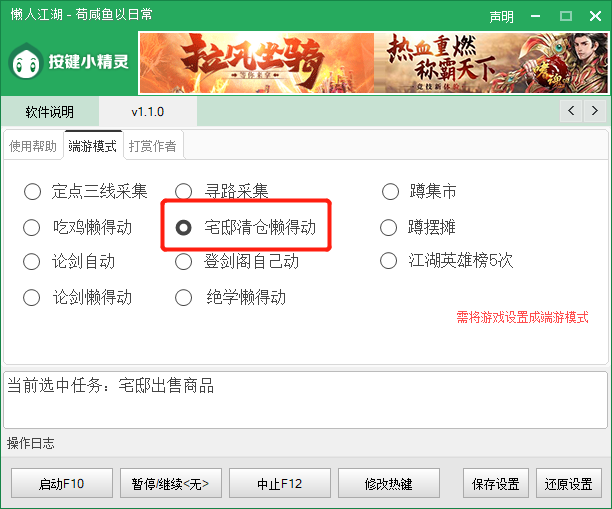 懒人江湖 - 苟咸鱼以日常
声明
按键小精灵
拉风坐骑
等你来拿
热血重燃
称霸天下
软件说明
v1.1.0
使用帮助
端游模式
打赏作者
定点三线采集
寻路采集
蹲集市
吃鸡懒得动
宅邸清仓懒得动
蹲摆摊
论剑自动
登剑阁自己动
江湖英雄榜5次
论剑懒得动
绝学懒得动
需将游戏设置成端游模式
当前选中任务：宅邸出售商品
操作日志
启动F10
暂停/继续<无>
中止F12
修改热键
保存设置
还原设置